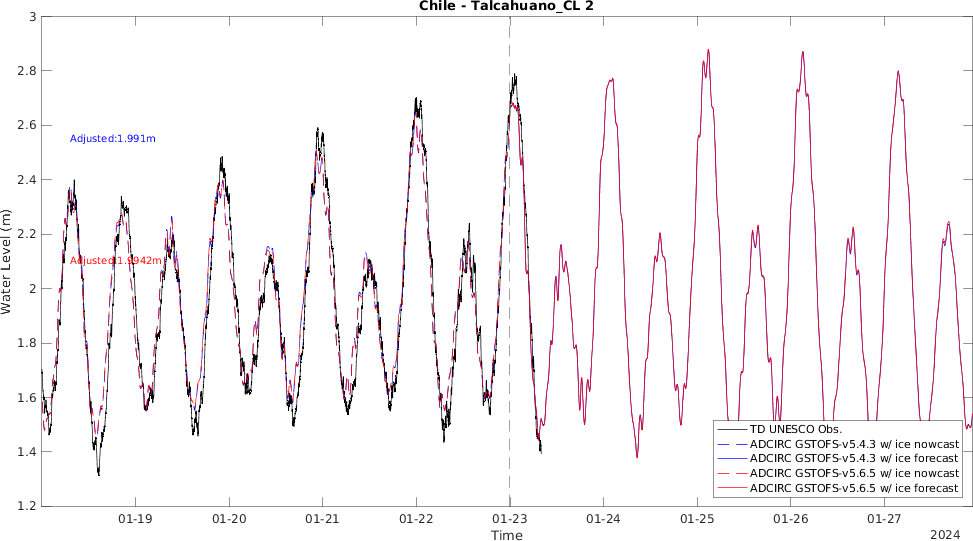 Chile - Talcahuano_CL 2
3
2.8
2.6
2.4
2.2
2
1.8
1.6
1.4
1.2
Water Level (m)
Adjusted:1.991m
Adjusted:1.9942m
TD UNESCO Obs.
ADCIRC GSTOFS-v5.4.3 w/ ice nowcast
ADCIRC GSTOFS-v5.4.3 w/ ice forecast
ADCIRC GSTOFS-v5.6.5 w/ ice nowcast
ADCIRC GSTOFS-v5.6.5 w/ ice forecast
01-19 01-20 01-21 01-22 01-23 01-24 01-25 01-26 01-27
Time
2024